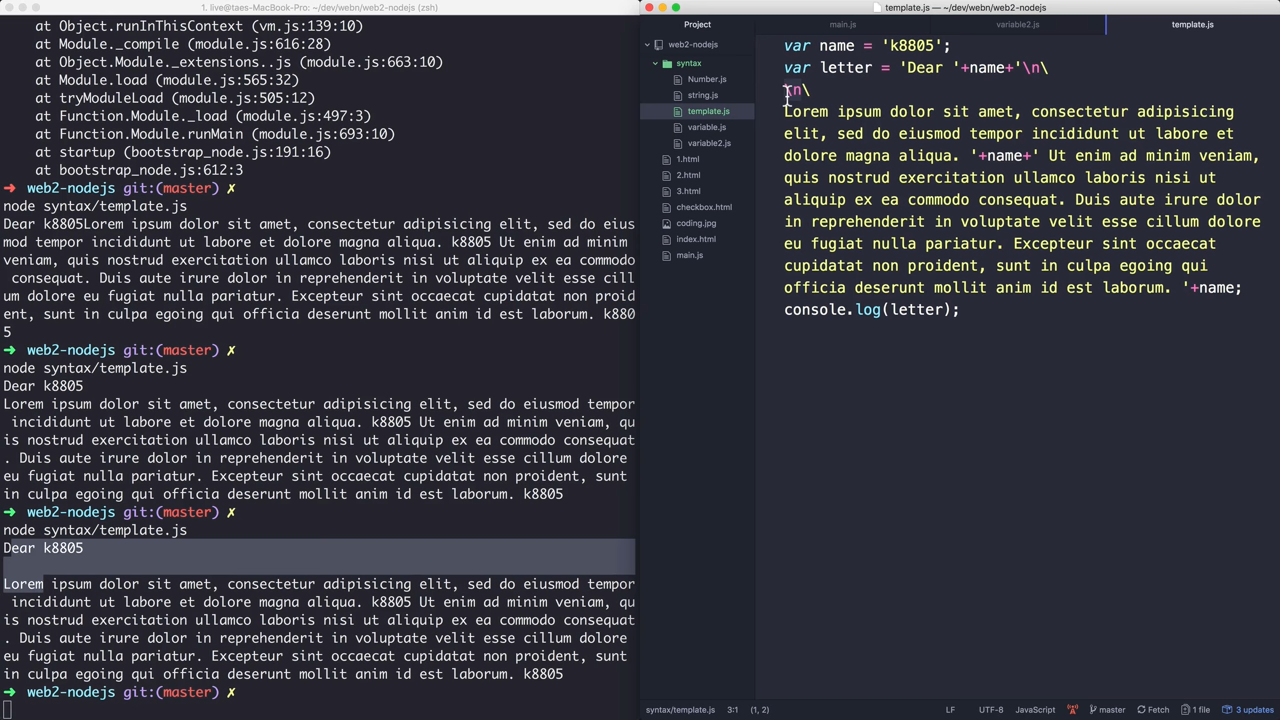 1. live@taes-MacBook-Pro: ~/dev/webn/web2-nodejs (zsh)
at Object.runInThisContext (vm.js:139:10)
at Module._compile (module.js:616:28)
at Object.Module._extensions..js (module.js:663:10)
at Module.load (module.js:565:32)
at tryModuleLoad (module.js:505:12)
at Function.Module._load (module.js:497:3)
at Function.Module.runMain (module.js:693:10)
at startup (bootstrap_node.js:191:16)
at bootstrap_node.js:612:3
➜ web2-nodejs git:(master) ✗
node syntax/template.js
Dear k8805Lorem ipsum dolor sit amet, consectetur adipisicing elit, sed do eius
mod tempor incididunt ut labore et dolore magna aliqua. k8805 Ut enim ad minim
veniam, quis nostrud exercitation ullamco laboris nisi ut aliquip ex ea commodo
consequat. Duis aute irure dolor in reprehenderit in voluptate velit esse cill
um dolore eu fugiat nulla pariatur. Excepteur sint occaecat cupidatat non proid
ent, sunt in culpa egoing qui officia deserunt mollit anim id est laborum. k880
5
➜ web2-nodejs git:(master) ✗
node syntax/template.js
Dear k8805
Lorem ipsum dolor sit amet, consectetur adipisicing elit, sed do eiusmod tempor
incididunt ut labore et dolore magna aliqua. k8805 Ut enim ad minim veniam, qu
is nostrud exercitation ullamco laboris nisi ut aliquip ex ea commodo consequat
. Duis aute irure dolor in reprehenderit in voluptate velit esse cillum dolore
eu fugiat nulla pariatur. Excepteur sint occaecat cupidatat non proident, sunt
in culpa egoing qui officia deserunt mollit anim id est laborum. k8805
➜ web2-nodejs git:(master) ✗
node syntax/template.js
Dear k8805
Lorem ipsum dolor sit amet, consectetur adipisicing elit, sed do eiusmod tempor
incididunt ut labore et dolore magna aliqua. k8805 Ut enim ad minim veniam, qu
is nostrud exercitation ullamco laboris nisi ut aliquip ex ea commodo consequat
. Duis aute irure dolor in reprehenderit in voluptate velit esse cillum dolore
eu fugiat nulla pariatur. Excepteur sint occaecat cupidatat non proident, sunt
in culpa egoing qui officia deserunt mollit anim id est laborum. k8805
➜ web2-nodejs git:(master) ✗
template.js — ~/dev/webn/web2-nodejs
Project
web2-nodejs
syntax
Number.js
string.js
template.js
variable.js
variable2.js
1.html
2.html
3.html
checkbox.html
coding.jpg
index.html
main.js
main.js variable2.js template.js
var name = 'k8805';
var letter = 'Dear '+name+'\n\
\n\
Lorem ipsum dolor sit amet, consectetur adipisicing
elit, sed do eiusmod tempor incididunt ut labore et
dolore magna aliqua. '+name+' Ut enim ad minim veniam,
quis nostrud exercitation ullamco laboris nisi ut
aliquip ex ea commodo consequat. Duis aute irure dolor
in reprehenderit in voluptate velit esse cillum dolore
eu fugiat nulla pariatur. Excepteur sint occaecat
cupidatat non proident, sunt in culpa egoing qui
officia deserunt mollit anim id est laborum. '+name;
console.log(letter);
syntax/template.js 3:1 (1, 2) LF UTF-8 JavaScript master Fetch 1 file 3 updates